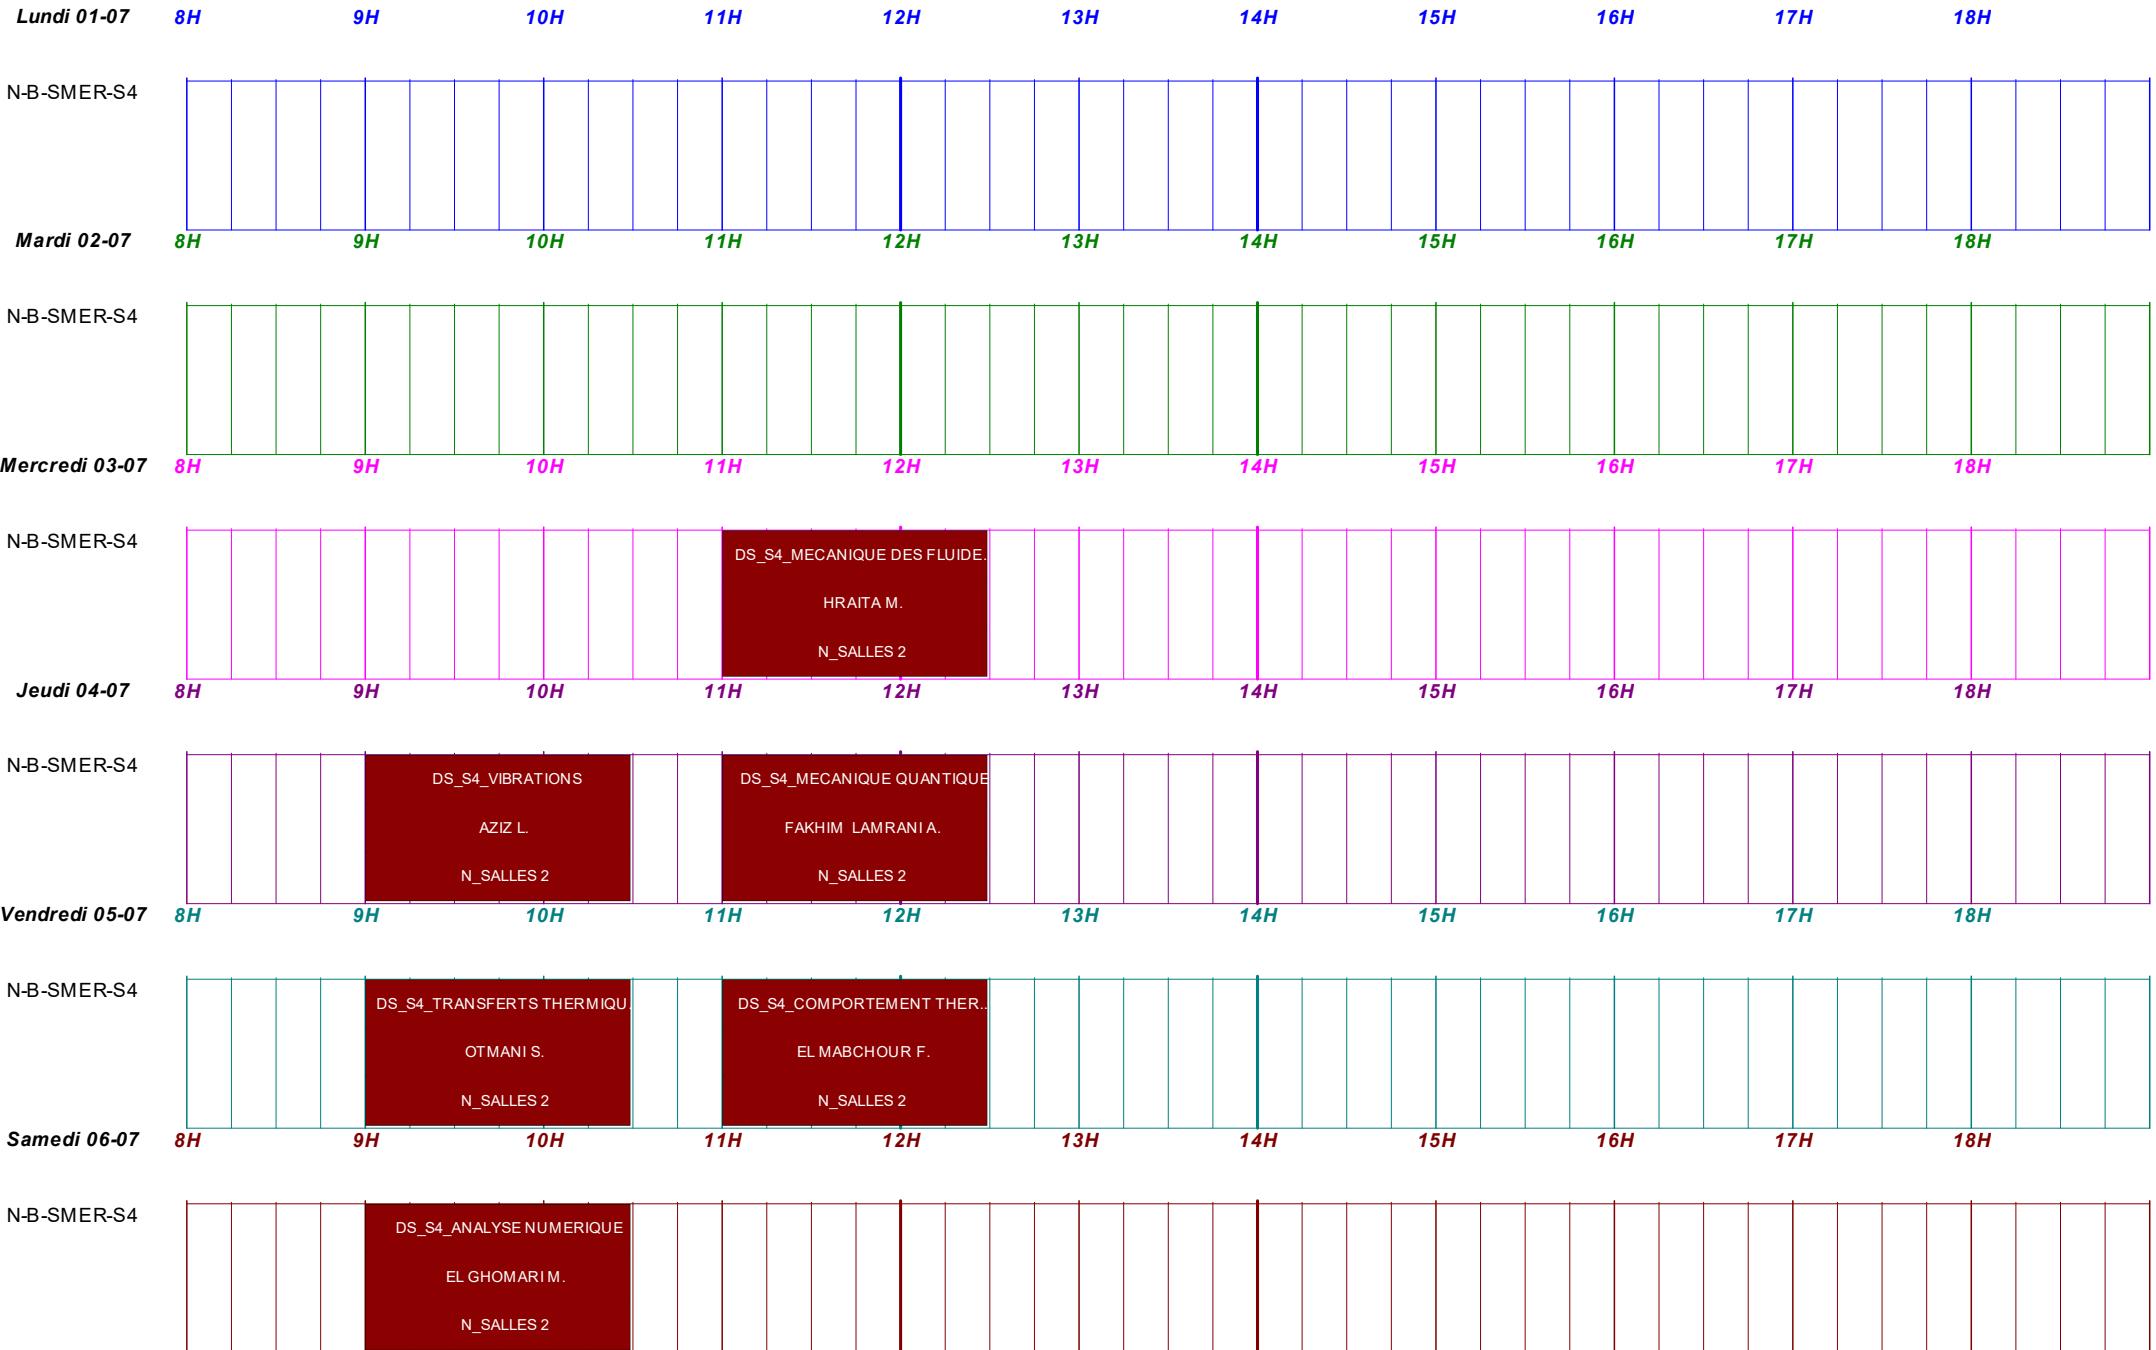 Lundi 01-07 8H 9H 10H 11H 12H 13H 14H 15H 16H 17H 18H
N-B-SMER-S4
Mardi 02-07 8H 9H 10H 11H 12H 13H 14H 15H 16H 17H 18H
N-B-SMER-S4
Mercredi 03-07 8H 9H 10H 11H 12H 13H 14H 15H 16H 17H 18H
N-B-SMER-S4
DS_S4_MECANIQUE DES FLUIDE.
HRAITA M.
N_SALLES 2
Jeudi 04-07 8H 9H 10H 11H 12H 13H 14H 15H 16H 17H 18H
N-B-SMER-S4
DS_S4_VIBRATIONS
AZIZ L.
N_SALLES 2
DS_S4_MECANIQUE QUANTIQUE
FAKHIM LAMRANI A.
N_SALLES 2
Vendredi 05-07 8H 9H 10H 11H 12H 13H 14H 15H 16H 17H 18H
N-B-SMER-S4
DS_S4_TRANSFERTS THERMIQU.
OTMANI S.
N_SALLES 2
DS_S4_COMPORTEMENT THER..
EL MABCHOUR F.
N_SALLES 2
Samedi 06-07 8H 9H 10H 11H 12H 13H 14H 15H 16H 17H 18H
N-B-SMER-S4
DS_S4_ANALYSE NUMERIQUE
EL GHOMARI M.
N_SALLES 2